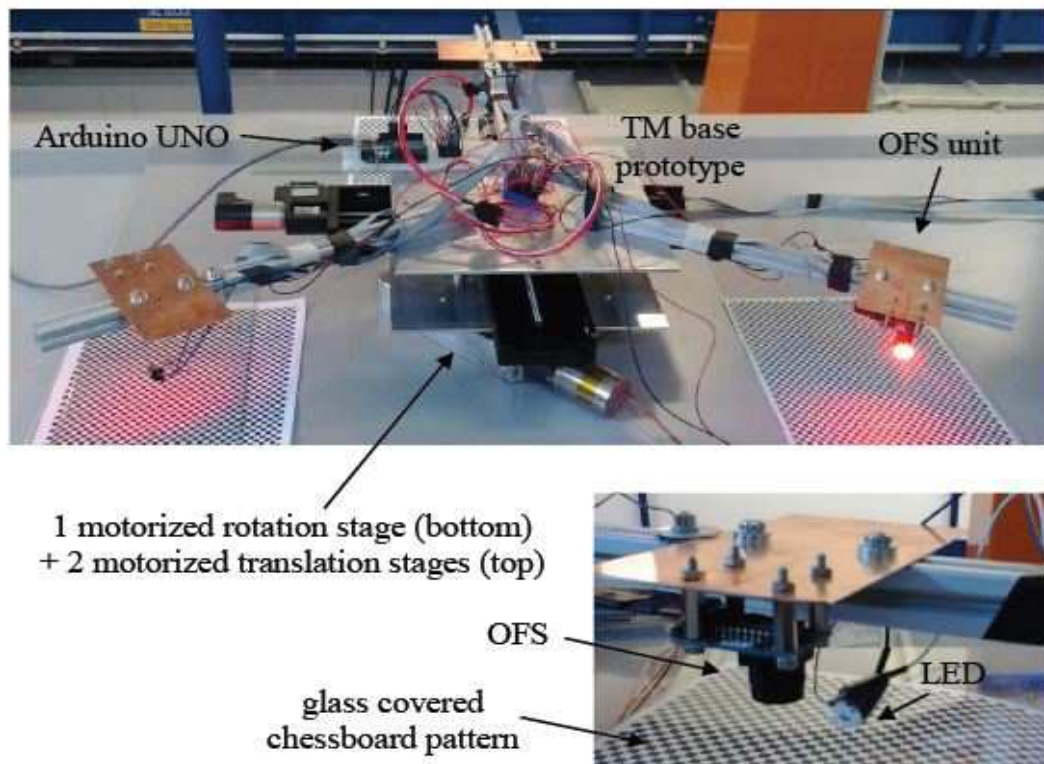 Arduino UNO
TM base
prototype
OFS unit
1 motorized rotation stage (bottom)
+ 2 motorized translation stages (top)
OFS
LED
glass covered
chessboard pattern